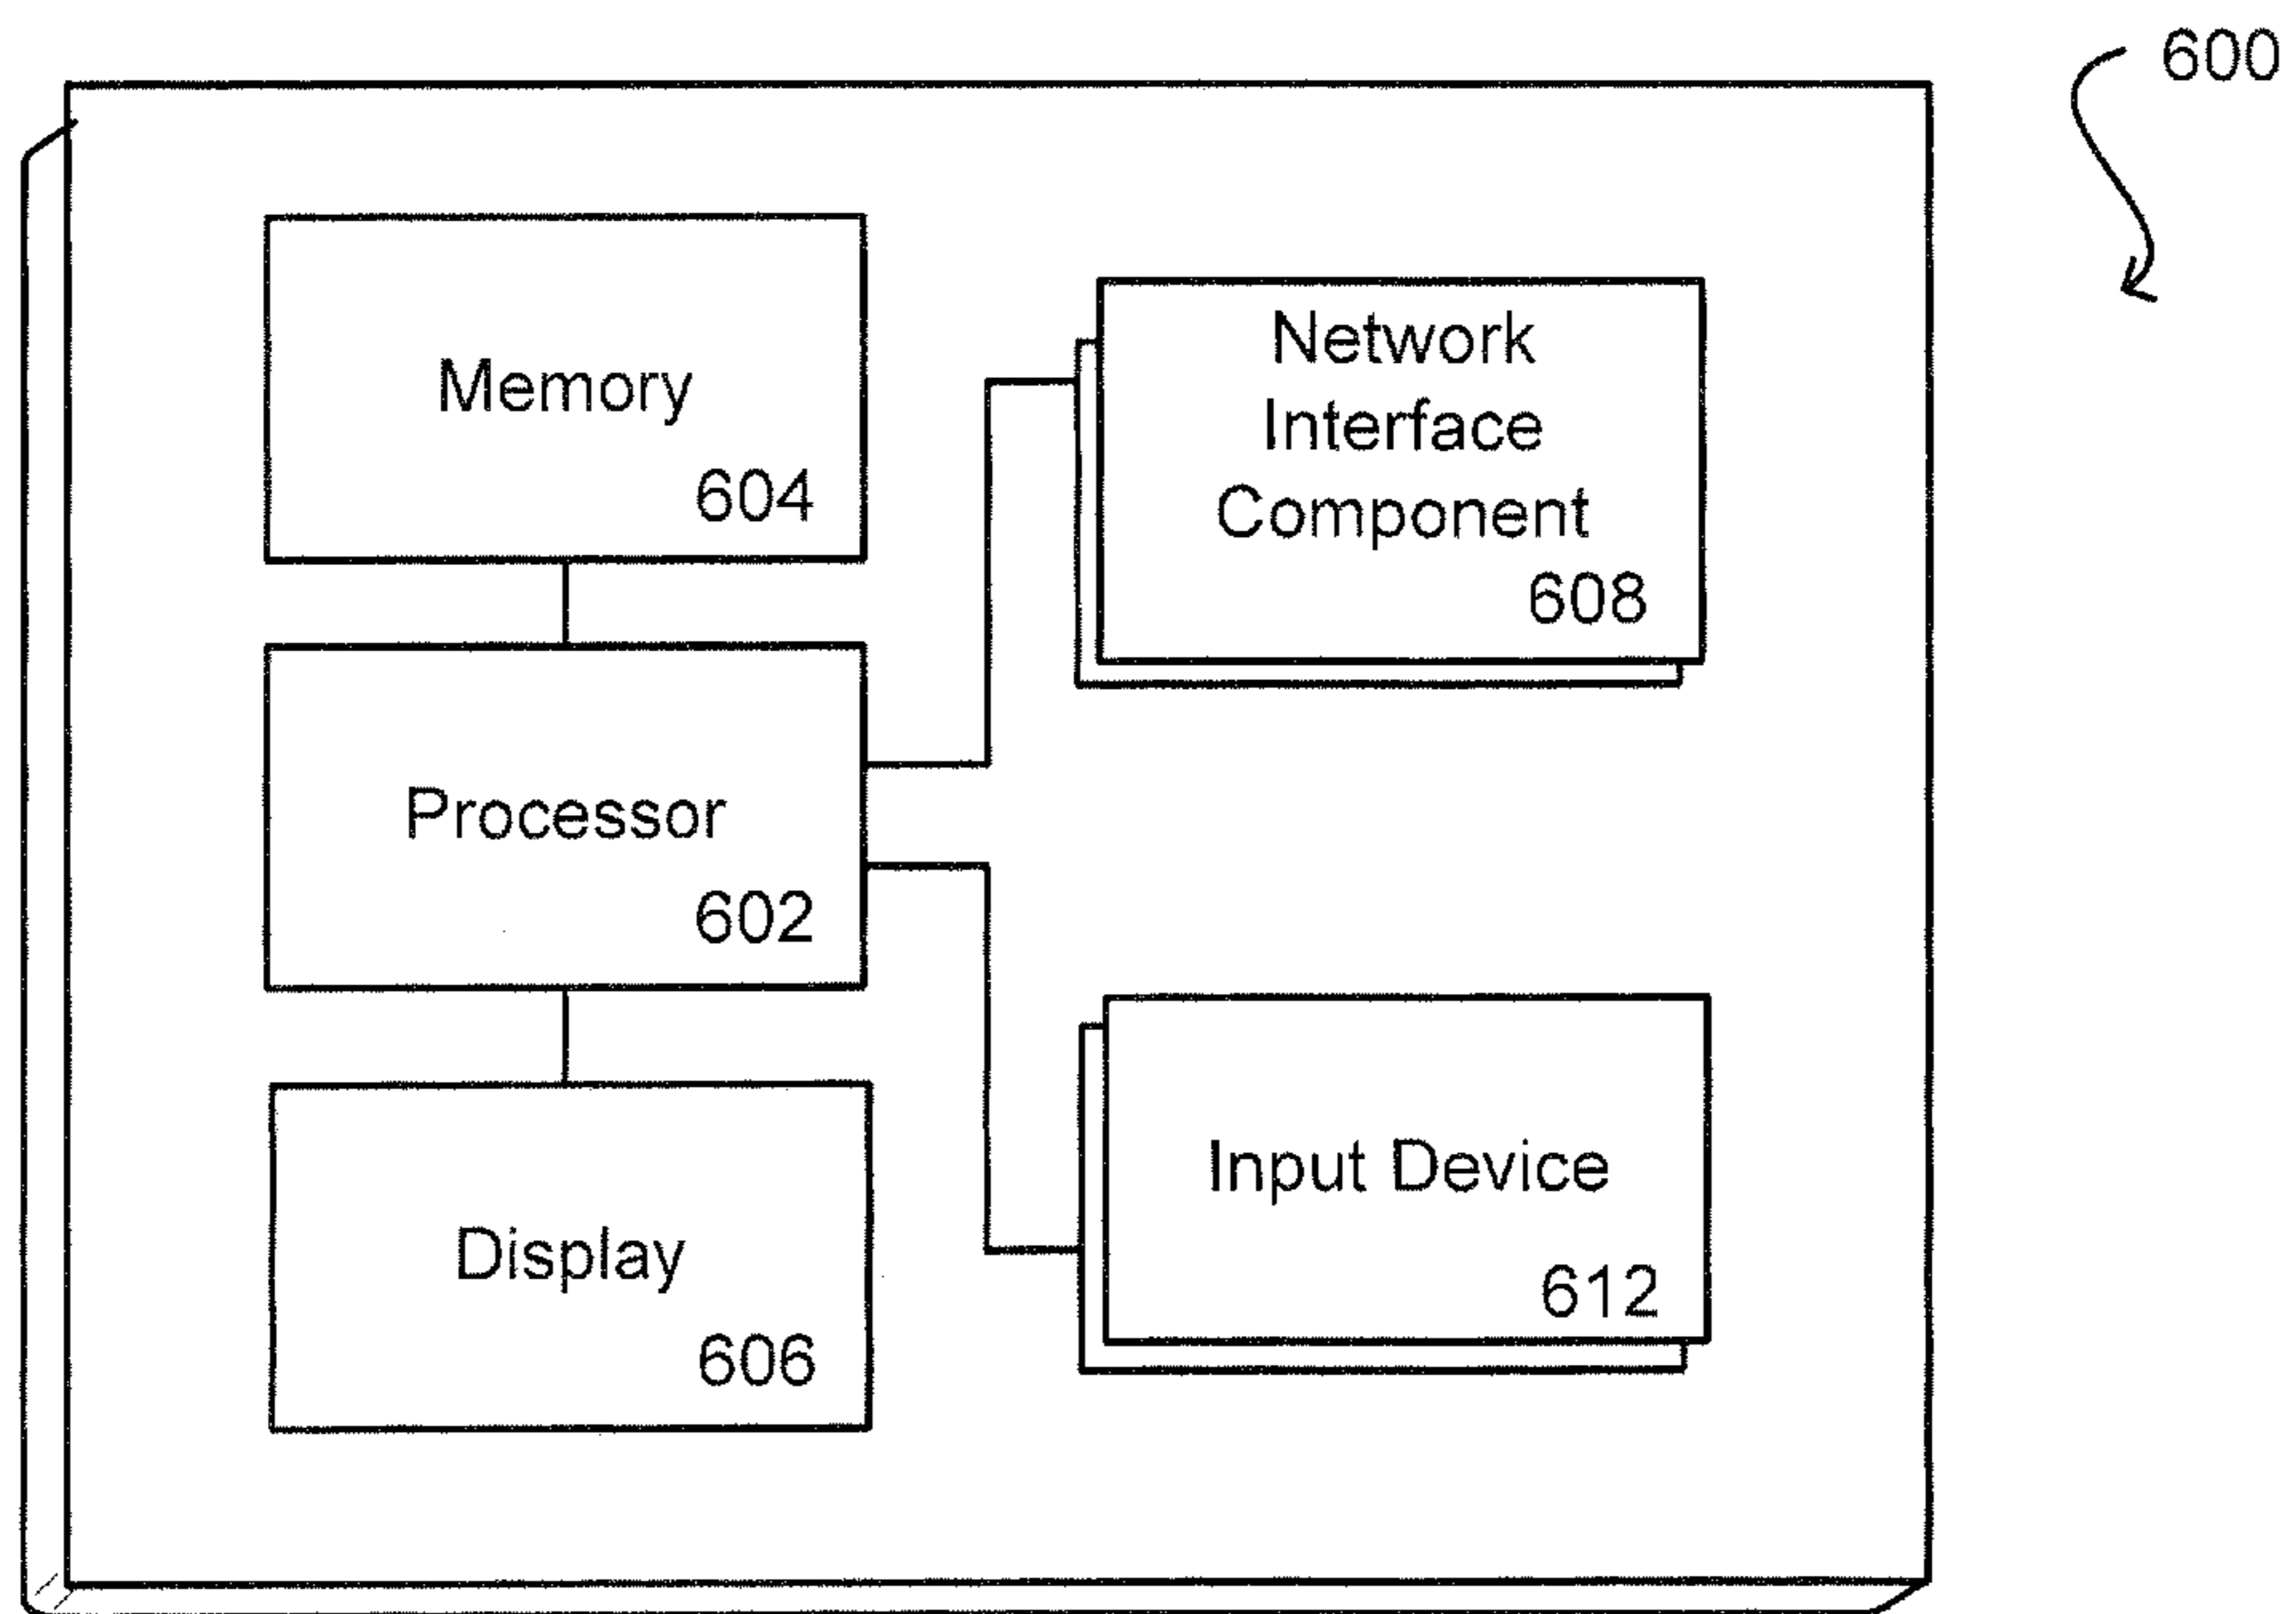 600
Memory
604
Network
Interface
Component
608
Processor
602
Input Device
612
Display
606